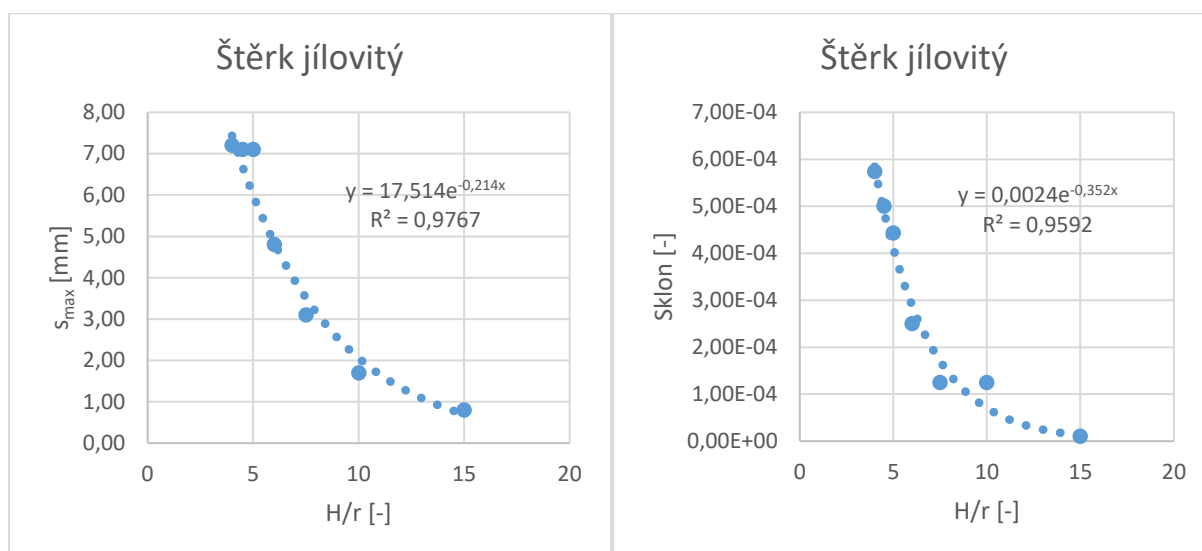 Štěrk jílovitý
8,00
7,00
6,00
5,00
4,00
3,00
2,00
1,00
0,00
s_max [mm]
y = 17,514e^-0,214x
R² = 0,9767
0 5 10 15 20
H/r [-]
Štěrk jílovitý
7,00E-04
6,00E-04
5,00E-04
4,00E-04
3,00E-04
2,00E-04
1,00E-04
0,00E+00
Sklon [-]
y = 0,0024e^-0,352x
R² = 0,9592
0 5 10 15 20
H/r [-]